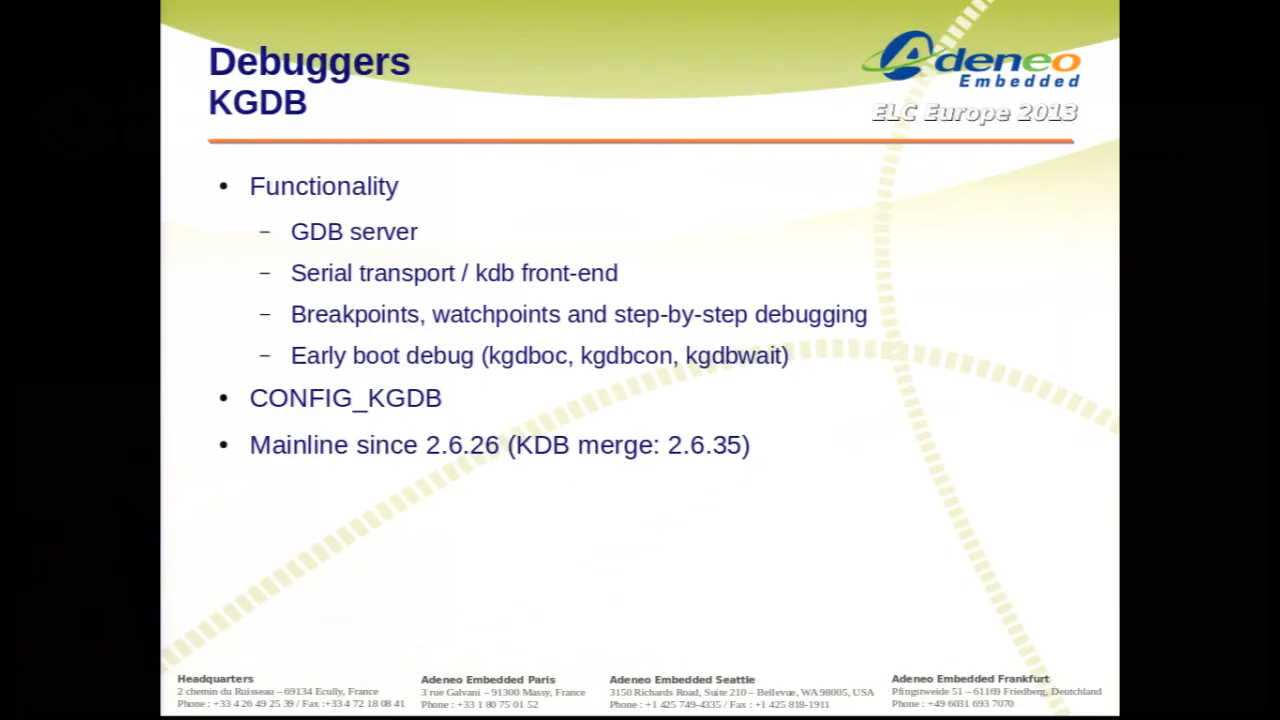 Debuggers
KGDB
Adeneo
Embedded
ELC Europe 2013
• Functionality
– GDB server
– Serial transport / kdb front-end
– Breakpoints, watchpoints and step-by-step debugging
– Early boot debug (kgdboc, kgdbcon, kgdbwait)
• CONFIG_KGDB
• Mainline since 2.6.26 (KDB merge: 2.6.35)
Headquarters
2 chemin du Ruisseau – 69134 Ecully, France
Phone : +33 4 26 49 25 39 / Fax :+33 4 72 18 08 41
Adeneo Embedded Paris
3 rue Galvani – 91300 Massy, France
Phone : +33 1 80 75 01 52
Adeneo Embedded Seattle
3150 Richards Road, Suite 210 – Bellevue, WA 98005, USA
Phone : +1 425 749-4335 / Fax : +1 425 818-1911
Adeneo Embedded Frankfurt
Pfingstweide 51 – 61169 Friedberg, Deutchland
Phone : +49 6031 693 7070